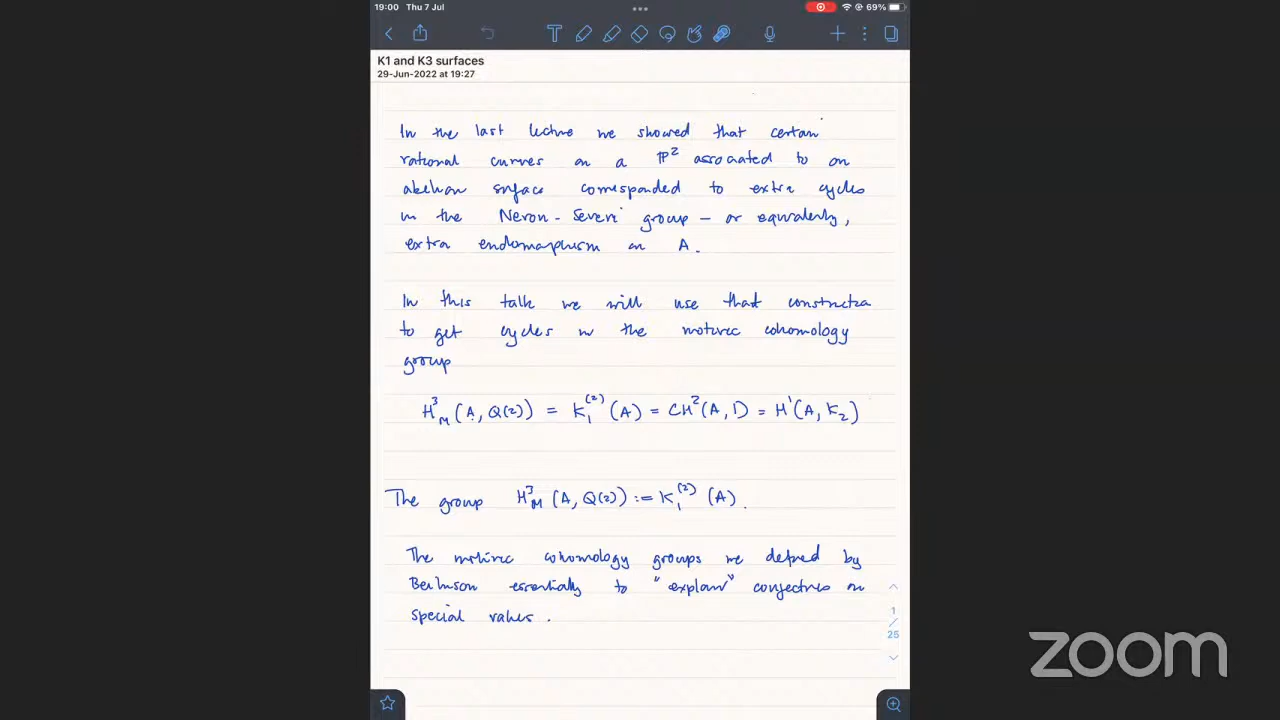 19:00 Thu 7 Jul
69%
K1 and K3 surfaces
29-Jun-2022 at 19:27
In the last lecture we showed that certain
rational curves on a P² associated to an
abelian surface corresponded to extra cycles
in the Neron-Severi group – or equivalently,
extra endomorphism on A.
In this talk we will use that construction
to get cycles in the motivic cohomology
group
H³_M (A, Q(2)) = K₁^(2) (A) = CH²(A, 1) = H¹(A, K₂)
The group H³_M (A, Q(2)) := K₁^(2) (A).
The motivic cohomology groups were defined by
Beilinson essentially to "explain" conjectures on
special values.
1
/
25
zoom